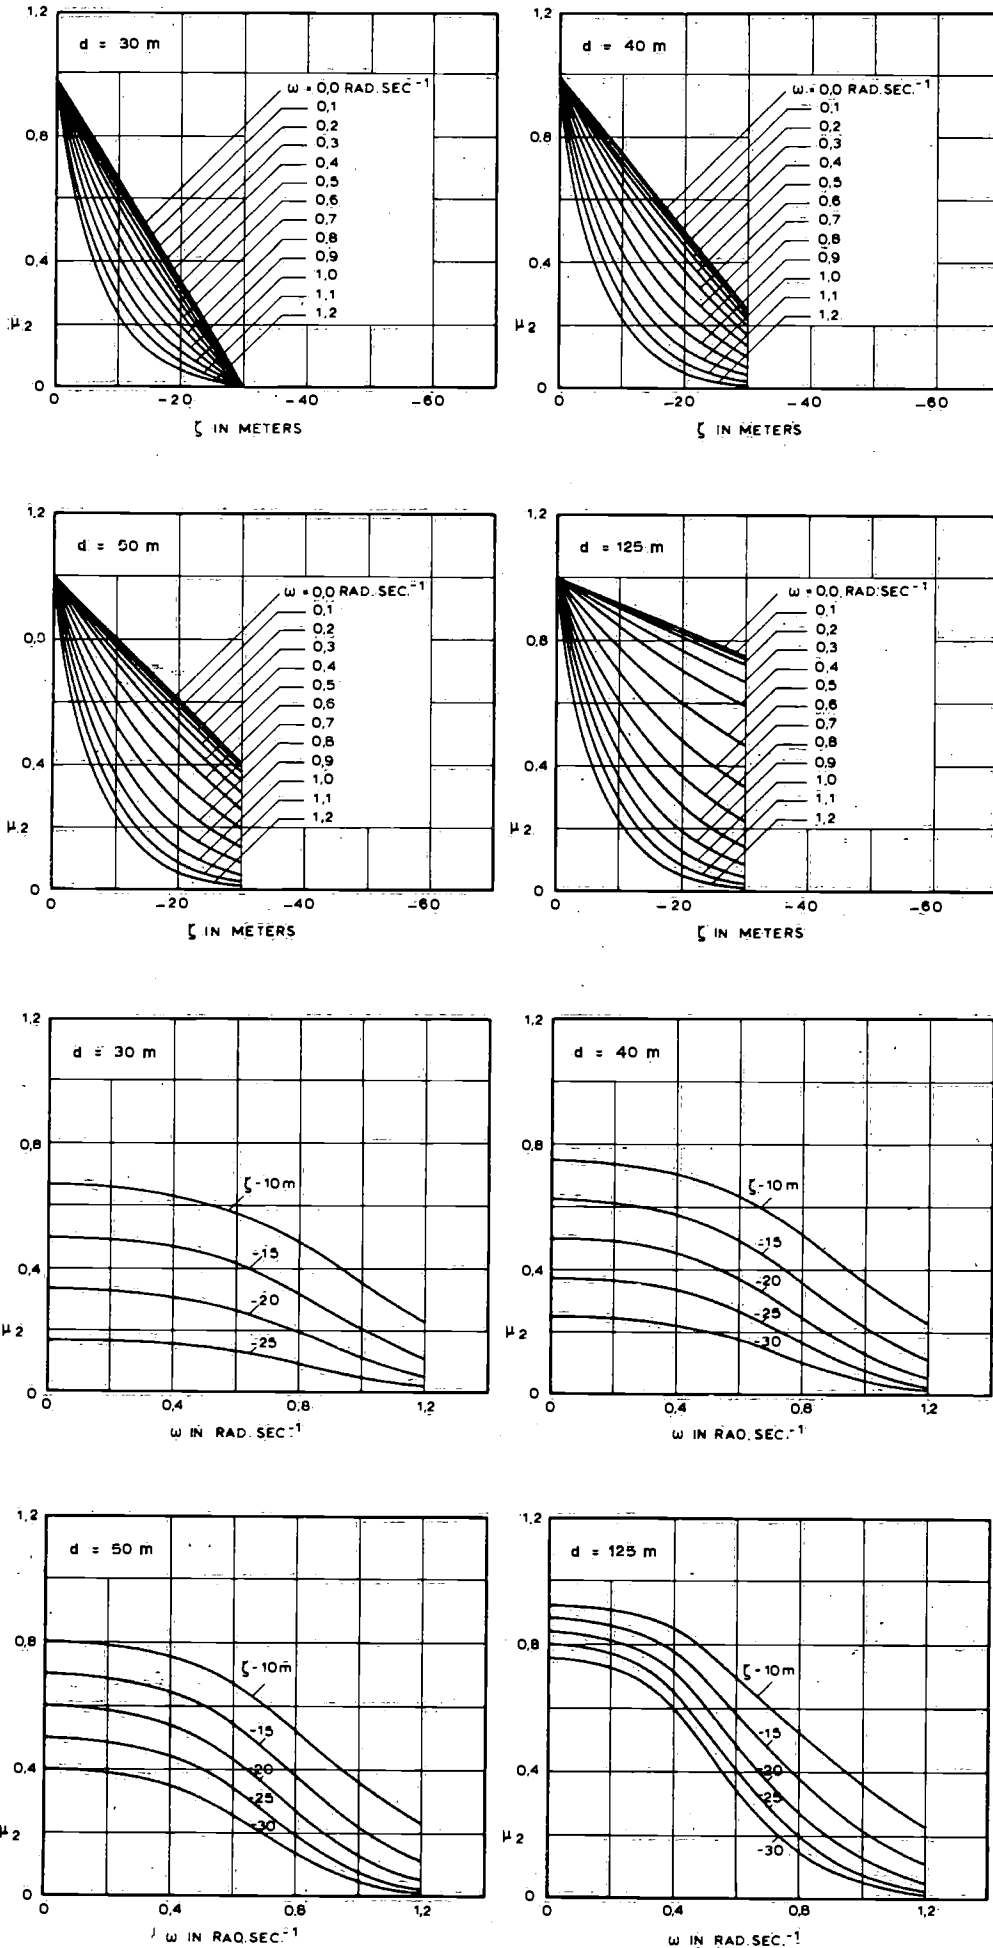 1,2
d = 30 m
ω = 0,0 RAD.SEC.⁻¹
0,1
0,2
0,3
0,4
0,5
0,6
0,7
0,8
0,9
1,0
1,1
1,2
0,8
0,4
μ2
0
0 -20 -40 -60
ζ IN METERS
1,2
d = 40 m
ω = 0,0 RAD.SEC.⁻¹
0,1
0,2
0,3
0,4
0,5
0,6
0,7
0,8
0,9
1,0
1,1
1,2
0,8
0,4
μ2
0
0 -20 -40 -60
ζ IN METERS
1,2
d = 50 m
ω = 0,0 RAD.SEC.⁻¹
0,1
0,2
0,3
0,4
0,5
0,6
0,7
0,8
0,9
1,0
1,1
1,2
0,8
0,4
μ2
0
0 -20 -40 -60
ζ IN METERS
1,2
d = 125 m
ω = 0,0 RAD.SEC⁻¹
0,1
0,2
0,3
0,4
0,5
0,6
0,7
0,8
0,9
1,0
1,1
1,2
0,8
0,4
μ2
0
0 -20 -40 -60
ζ IN METERS
1,2
d = 30 m
0,8
ζ-10m
-15
0,4
-20
μ2
-25
0
0 0,4 0,8 1,2
ω IN RAD.SEC.⁻¹
1,2
d = 40 m
0,8
ζ-10m
-15
0,4
-20
-25
μ2
-30
0
0 0,4 0,8 1,2
ω IN RAD.SEC.⁻¹
1,2
d = 50 m
0,8
ζ-10m
-15
0,4
-20
-25
-30
μ2
0
0 0,4 0,8 1,2
ω IN RAD.SEC.⁻¹
1,2
d = 125 m
0,8
ζ-10m
-15
0,4
-20
-25
μ2
-30
0
0 0,4 0,8 1,2
ω IN RAD.SEC.⁻¹